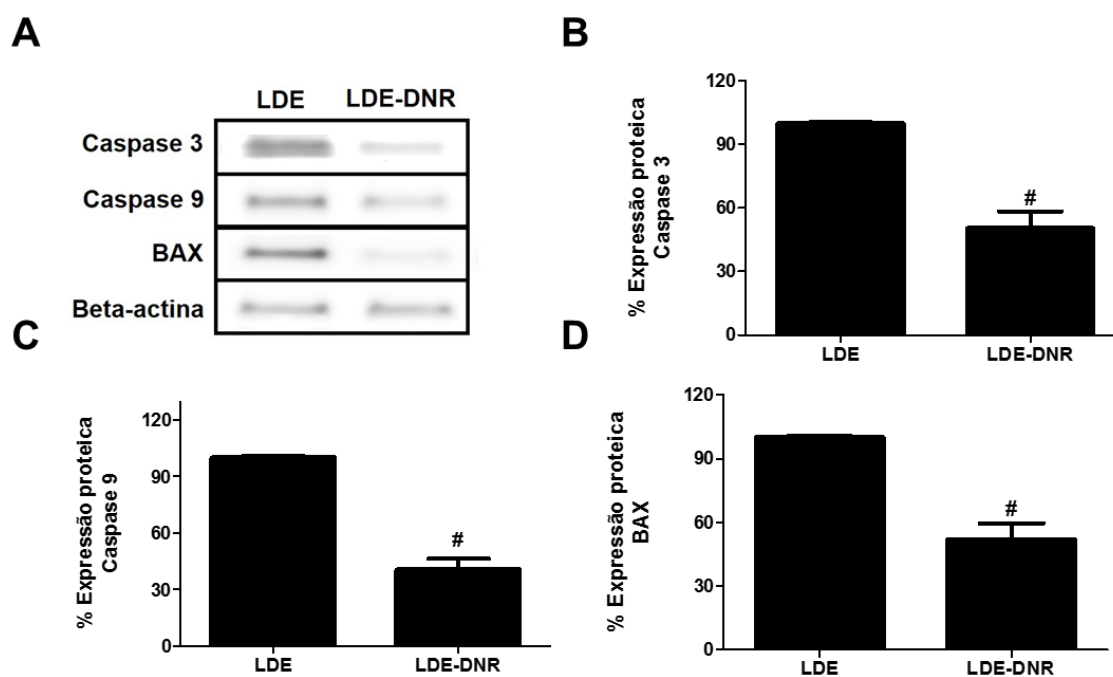 A
LDE LDE-DNR
Caspase 3
Caspase 9
BAX
Beta-actina
B
% Expressão proteica
Caspase 3
120
90
60
30
0
#
LDE LDE-DNR
C
% Expressão proteica
Caspase 9
120
90
60
30
0
#
LDE LDE-DNR
D
% Expressão proteica
BAX
120
90
60
30
0
#
LDE LDE-DNR